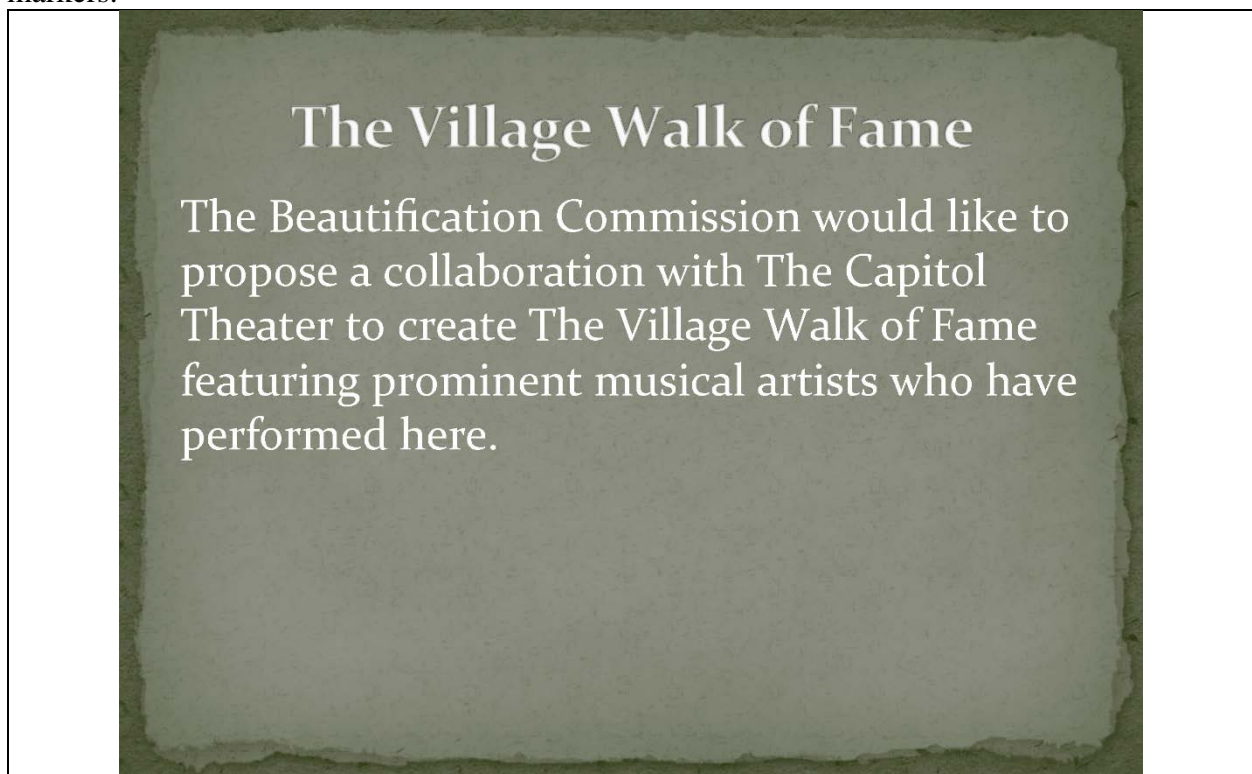 The Village Walk of Fame
The Beautification Commission would like to
propose a collaboration with The Capitol
Theater to create The Village Walk of Fame
featuring prominent musical artists who have
performed here.